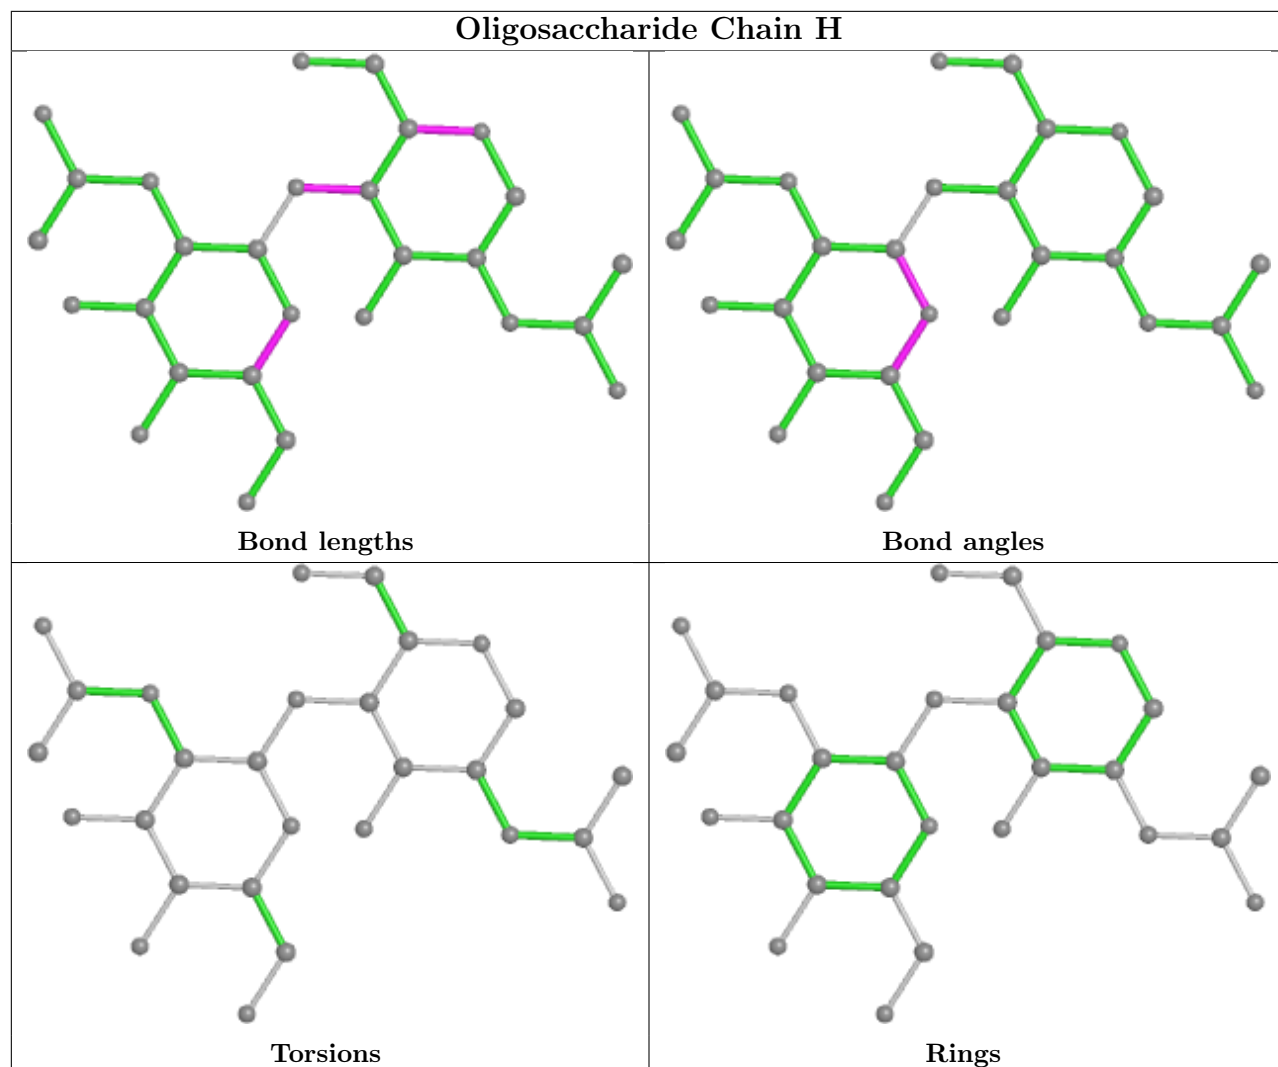 Oligosaccharide Chain H
Bond lengths
Bond angles
Torsions
Rings